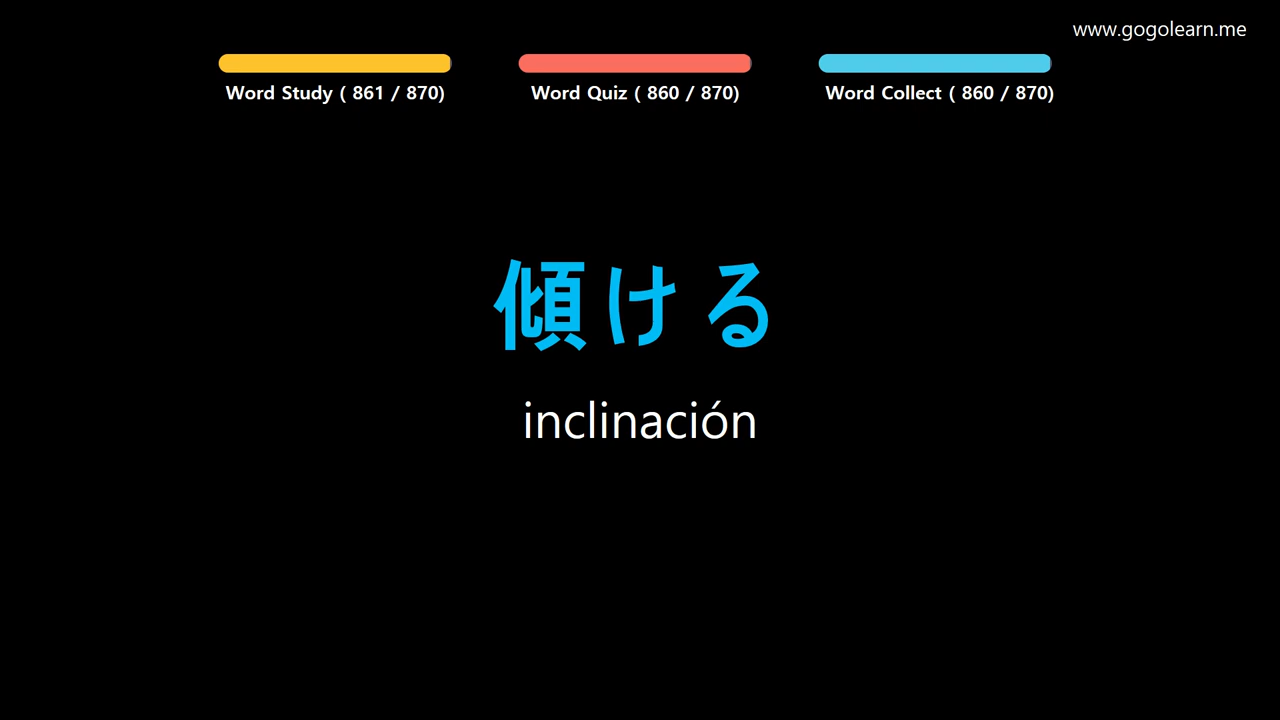 www.gogolearn.me
Word Study ( 861 / 870)
Word Quiz ( 860 / 870)
Word Collect ( 860 / 870)
傾ける
inclinación